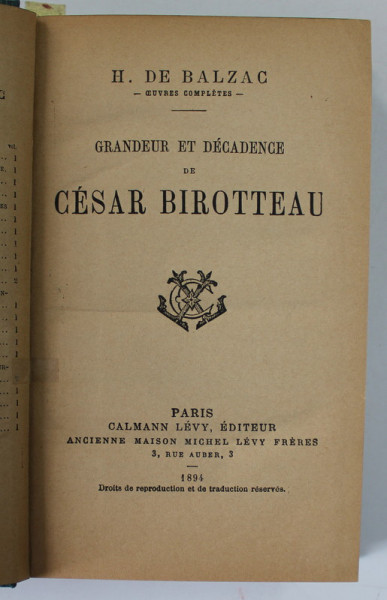 H. DE BALZAC
— ŒUVRES COMPLÈTES —
GRANDEUR ET DÉCADENCE
DE
CÉSAR BIROTTEAU
PARIS
CALMANN LÉVY, ÉDITEUR
ANCIENNE MAISON MICHEL LÉVY FRÈRES
3, RUE AUBER, 3
1894
Droits de reproduction et de traduction réservés.